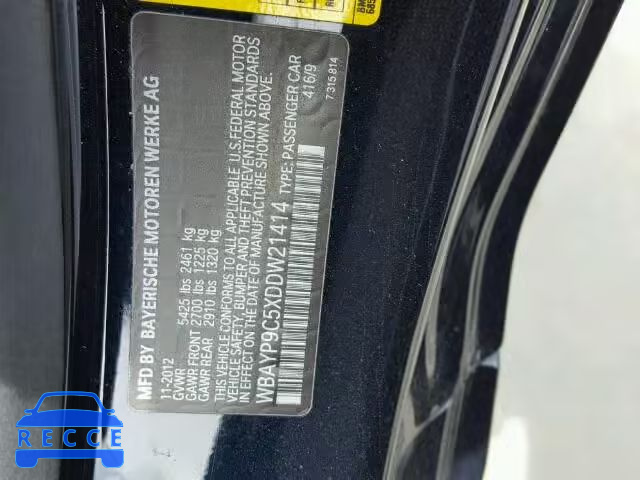 MFD BY BAYERISCHE MOTOREN WERKE AG
11-2012
GVWR 5425 lbs 2461 kg
GAWR FRONT 2700 lbs 1225 kg
GAWR REAR 2910 lbs 1320 kg
THIS VEHICLE CONFORMS TO ALL APPLICABLE U.S.FEDERAL MOTOR
VEHICLE SAFETY, BUMPER AND THEFT PREVENTION STANDARDS
IN EFFECT ON THE DATE OF MANUFACTURE SHOWN ABOVE.
WBAYP9C5XDDW21414 TYPE: PASSENGER CAR
416/9
7 315 814
RECCE